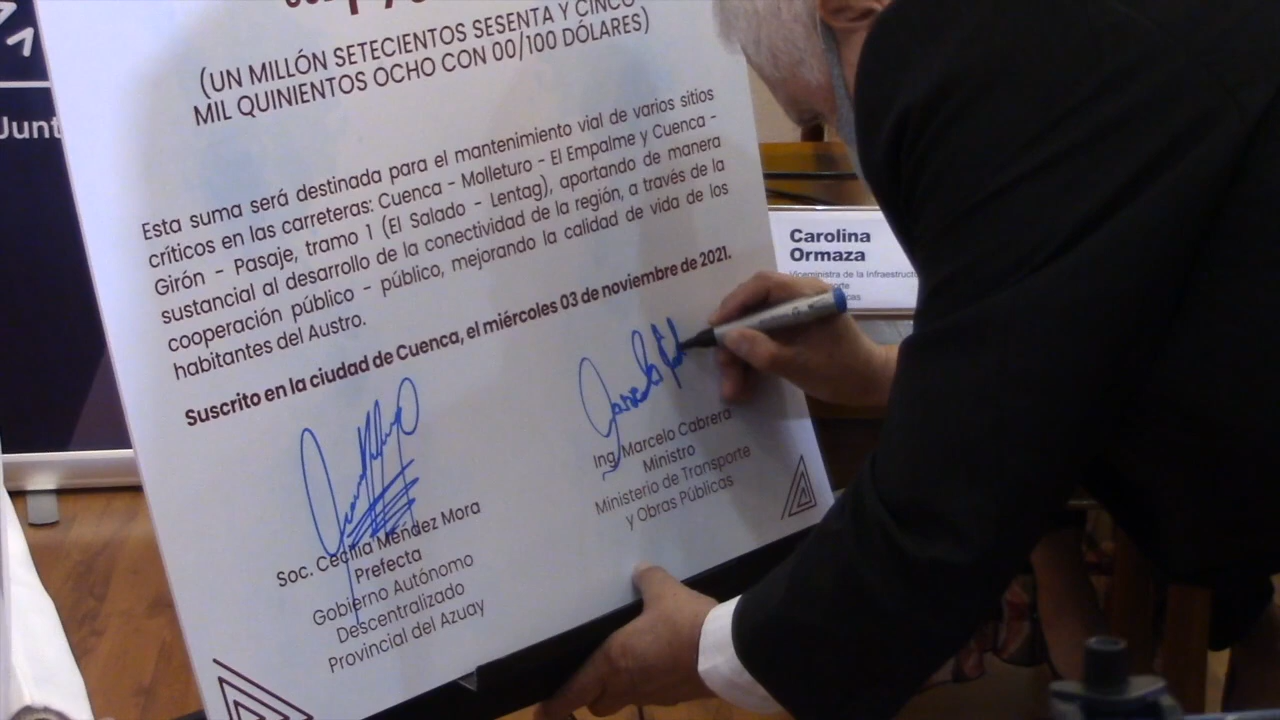 (UN MILLÓN SETECIENTOS SESENTA Y CINCO
MIL QUINIENTOS OCHO CON 00/100 DÓLARES)
Esta suma será destinada para el mantenimiento vial de varios sitios
críticos en las carreteras: Cuenca - Molleturo - El Empalme y Cuenca -
Girón - Pasaje, tramo 1 (El Salado - Lentag), aportando de manera
sustancial al desarrollo de la conectividad de la región, a través de la
cooperación público - público, mejorando la calidad de vida de los
habitantes del Austro.
Suscrito en la ciudad de Cuenca, el miércoles 03 de noviembre de 2021.
Soc. Cecilia Méndez Mora
Prefecta
Gobierno Autónomo
Descentralizado
Provincial del Azuay
Ing. Marcelo Cabrera
Ministro
Ministerio de Transporte
y Obras Públicas
Carolina
Ormaza
Viceministra de la Infraestruct
Junt